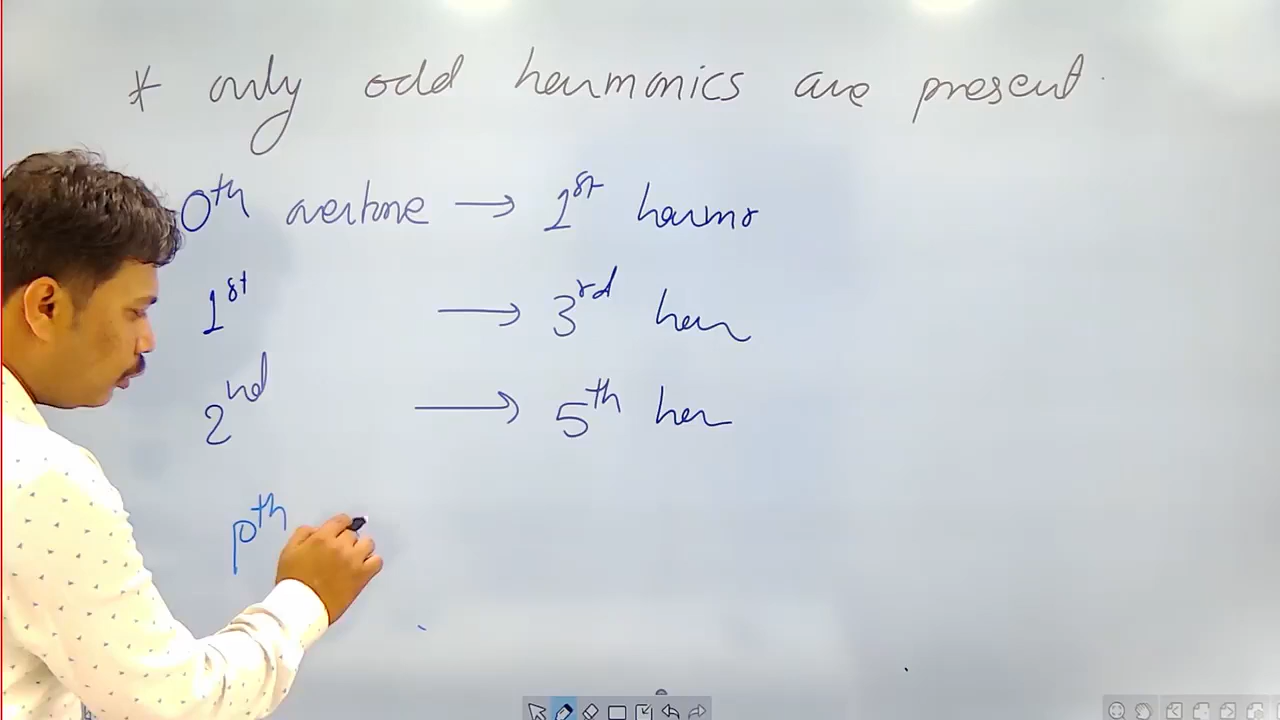 * only odd harmonics are present.
0th overtone → 1st harmo
1st → 3rd har
2nd → 5th har
pth